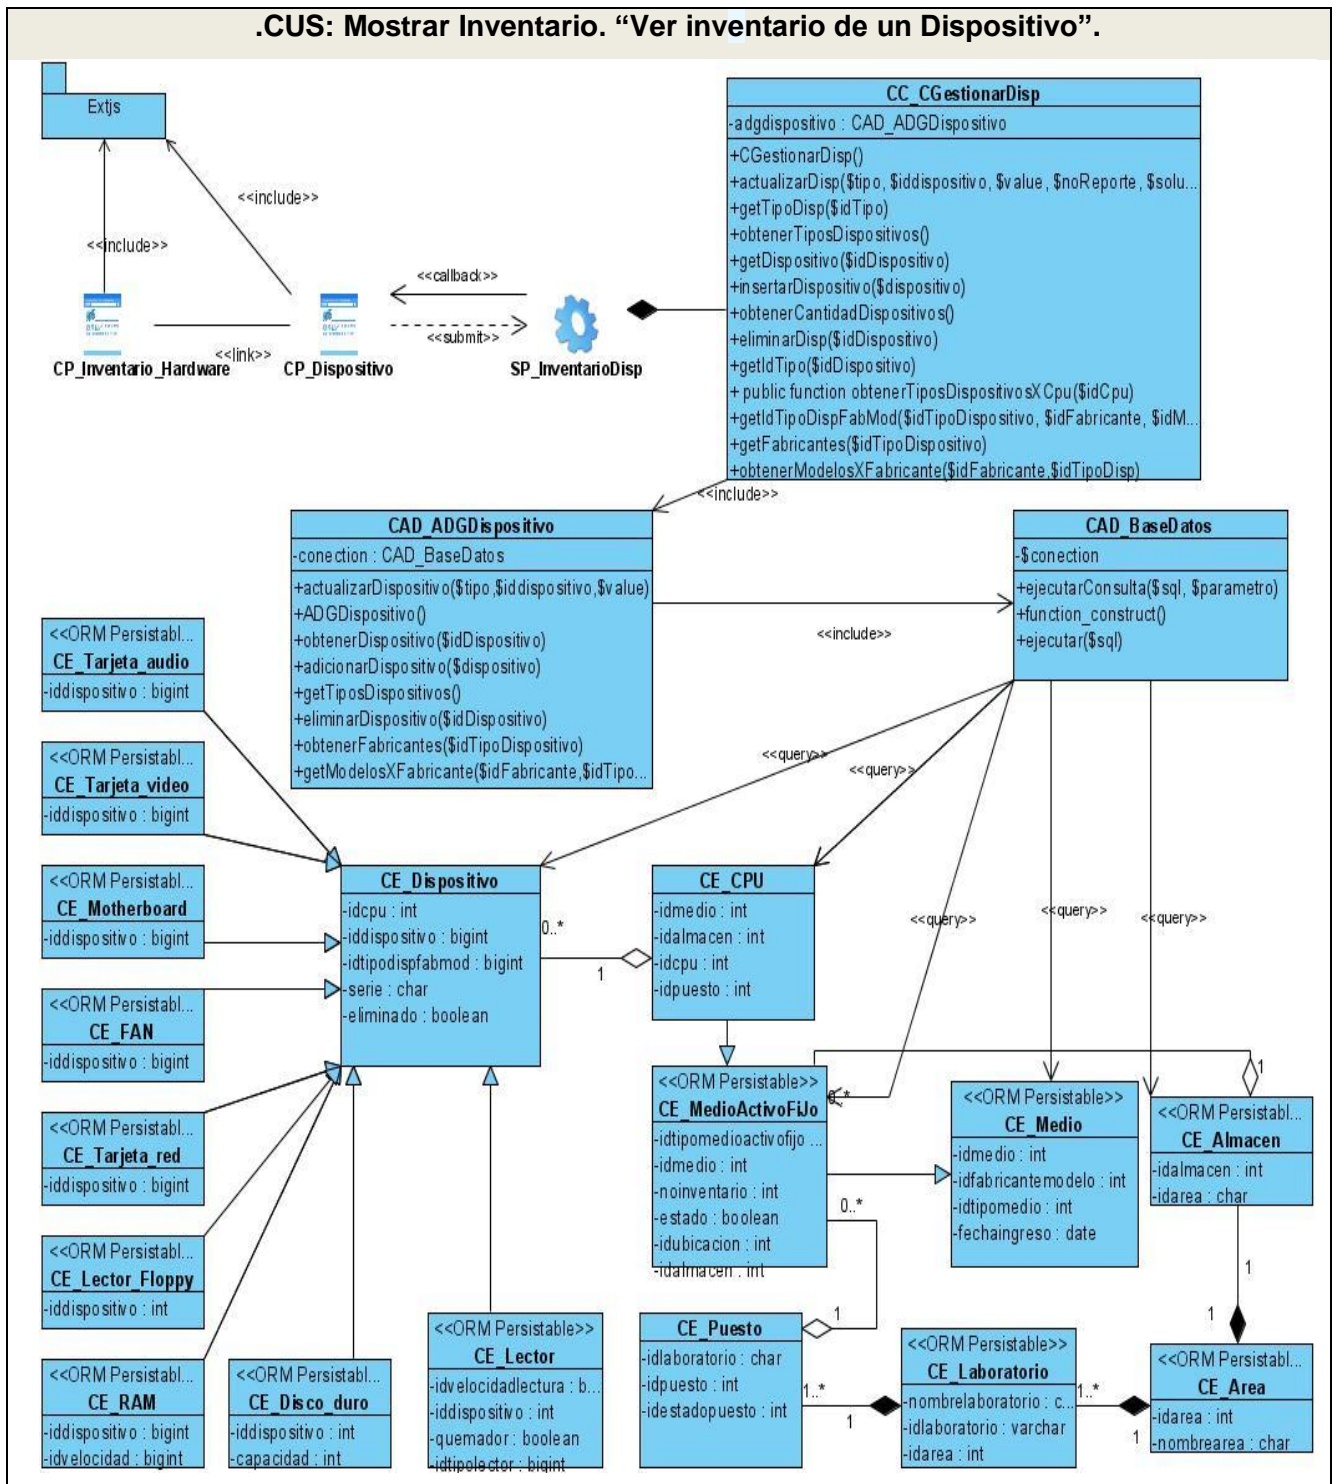 .CUS: Mostrar Inventario. “Ver inventario de un Dispositivo”.
Extjs
<<include>>
<<include>>
CP_Inventario_Hardware
<<link>>
CP_Dispositivo
<<callback>>
<<submit>>
SP_InventarioDisp
CC_CGestionarDisp
-adgdispositivo : CAD_ADGDispositivo
+CGestionarDisp()
+actualizarDisp($tipo, $iddispositivo, $value, $noReporte, $solu...
+getTipoDisp($idTipo)
+obtenerTiposDispositivos()
+getDispositivo($idDispositivo)
+insertarDispositivo($dispositivo)
+obtenerCantidadDispositivos()
+eliminarDisp($idDispositivo)
+getIdTipo($idDispositivo)
+ public function obtenerTiposDispositivosXCpu($idCpu)
+getIdTipoDispFabMod($idTipoDispositivo, $idFabricante, $idM...
+getFabricantes($idTipoDispositivo)
+obtenerModelosXFabricante($idFabricante,$idTipoDisp)
<<include>>
CAD_ADGDispositivo
-conection : CAD_BaseDatos
+actualizarDispositivo($tipo,$iddispositivo,$value)
+ADGDispositivo()
+obtenerDispositivo($idDispositivo)
+adicionarDispositivo($dispositivo)
+getTiposDispositivos()
+eliminarDispositivo($idDispositivo)
+obtenerFabricantes($idTipoDispositivo)
+getModelosXFabricante($idFabricante,$idTipo...
<<include>>
CAD_BaseDatos
-$conection
+ejecutarConsulta($sql, $parametro)
+function_construct()
+ejecutar($sql)
<<query>>
<<query>>
<<query>>
<<query>>
<<query>>
<<ORM Persistabl...
CE_Tarjeta_audio
-iddispositivo : bigint
<<ORM Persistabl...
CE_Tarjeta_video
-iddispositivo : bigint
<<ORM Persistabl...
CE_Motherboard
-iddispositivo : bigint
<<ORM Persistabl...
CE_FAN
-iddispositivo : bigint
<<ORM Persistabl...
CE_Tarjeta_red
-iddispositivo : bigint
<<ORM Persistabl...
CE_Lector_Floppy
-iddispositivo : int
<<ORM Persistabl...
CE_RAM
-iddispositivo : bigint
-idvelocidad : bigint
<<ORM Persistabl...
CE_Disco_duro
-iddispositivo : int
-capacidad : int
<<ORM Persistable>>
CE_Lector
-idvelocidadlectura : b...
-iddispositivo : int
-quemador : boolean
-idtipolector : bigint
CE_Dispositivo
-idcpu : int
-iddispositivo : bigint
-idtipodispfabmod : bigint
-serie : char
-eliminado : boolean
0..*
1
CE_CPU
-idmedio : int
-idalmacen : int
-idcpu : int
-idpuesto : int
<<ORM Persistable>>
CE_MedioActivoFiJo
-idtipomedioactivofijo ...
-idmedio : int
-noinventario : int
-estado : boolean
-idubicacion : int
-idalmacen : int
0..*
1
0..*
1
<<ORM Persistable>>
CE_Medio
-idmedio : int
-idfabricantemodelo : int
-idtipomedio : int
-fechaingreso : date
<<ORM Persistabl...
CE_Almacen
-idalmacen : int
-idarea : char
1
1
CE_Puesto
-idlaboratorio : char
-idpuesto : int
-idestadopuesto : int
1..*
1
<<ORM Persistable>>
CE_Laboratorio
-nombrelaboratorio : c...
-idlaboratorio : varchar
-idarea : int
1..*
1
<<ORM Persistabl...
CE_Area
-idarea : int
-nombrearea : char